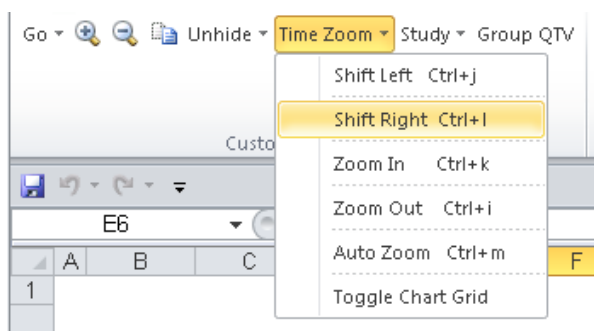 Go Unhide Time Zoom Study Group QTV
Shift Left Ctrl+j
Shift Right Ctrl+l
Custo
Zoom In Ctrl+k
Zoom Out Ctrl+i
E6
Auto Zoom Ctrl+m
A B C F
1
Toggle Chart Grid